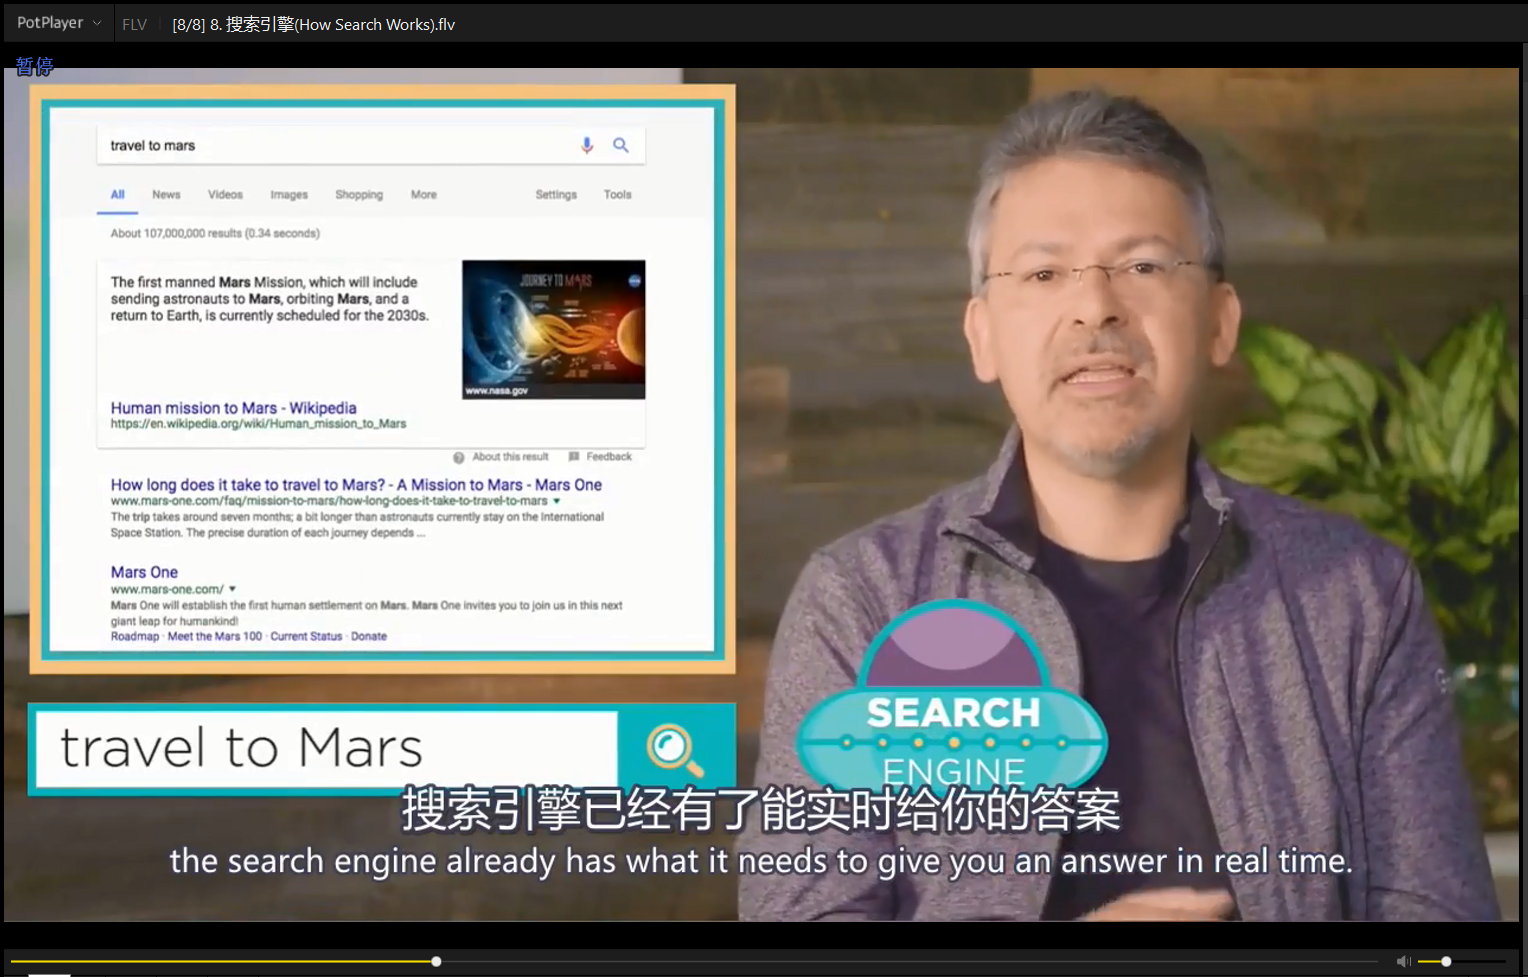 PotPlayer
FLV
[8/8] 8. 搜索引擎(How Search Works).flv
暂停
travel to mars
All News Videos Images Shopping More Settings Tools
About 107,000,000 results (0.34 seconds)
The first manned Mars Mission, which will include
sending astronauts to Mars, orbiting Mars, and a
return to Earth, is currently scheduled for the 2030s.
JOURNEY TO MARS
www.nasa.gov
Human mission to Mars - Wikipedia
https://en.wikipedia.org/wiki/Human_mission_to_Mars
About this result Feedback
How long does it take to travel to Mars? - A Mission to Mars - Mars One
www.mars-one.com/faq/mission-to-mars/how-long-does-it-take-to-travel-to-mars
The trip takes around seven months; a bit longer than astronauts currently stay on the International
Space Station. The precise duration of each journey depends ...
Mars One
www.mars-one.com/
Mars One will establish the first human settlement on Mars. Mars One invites you to join us in this next
giant leap for humankind!
Roadmap · Meet the Mars 100 · Current Status · Donate
travel to Mars
SEARCH
ENGINE
搜索引擎已经有了能实时给你的答案
the search engine already has what it needs to give you an answer in real time.